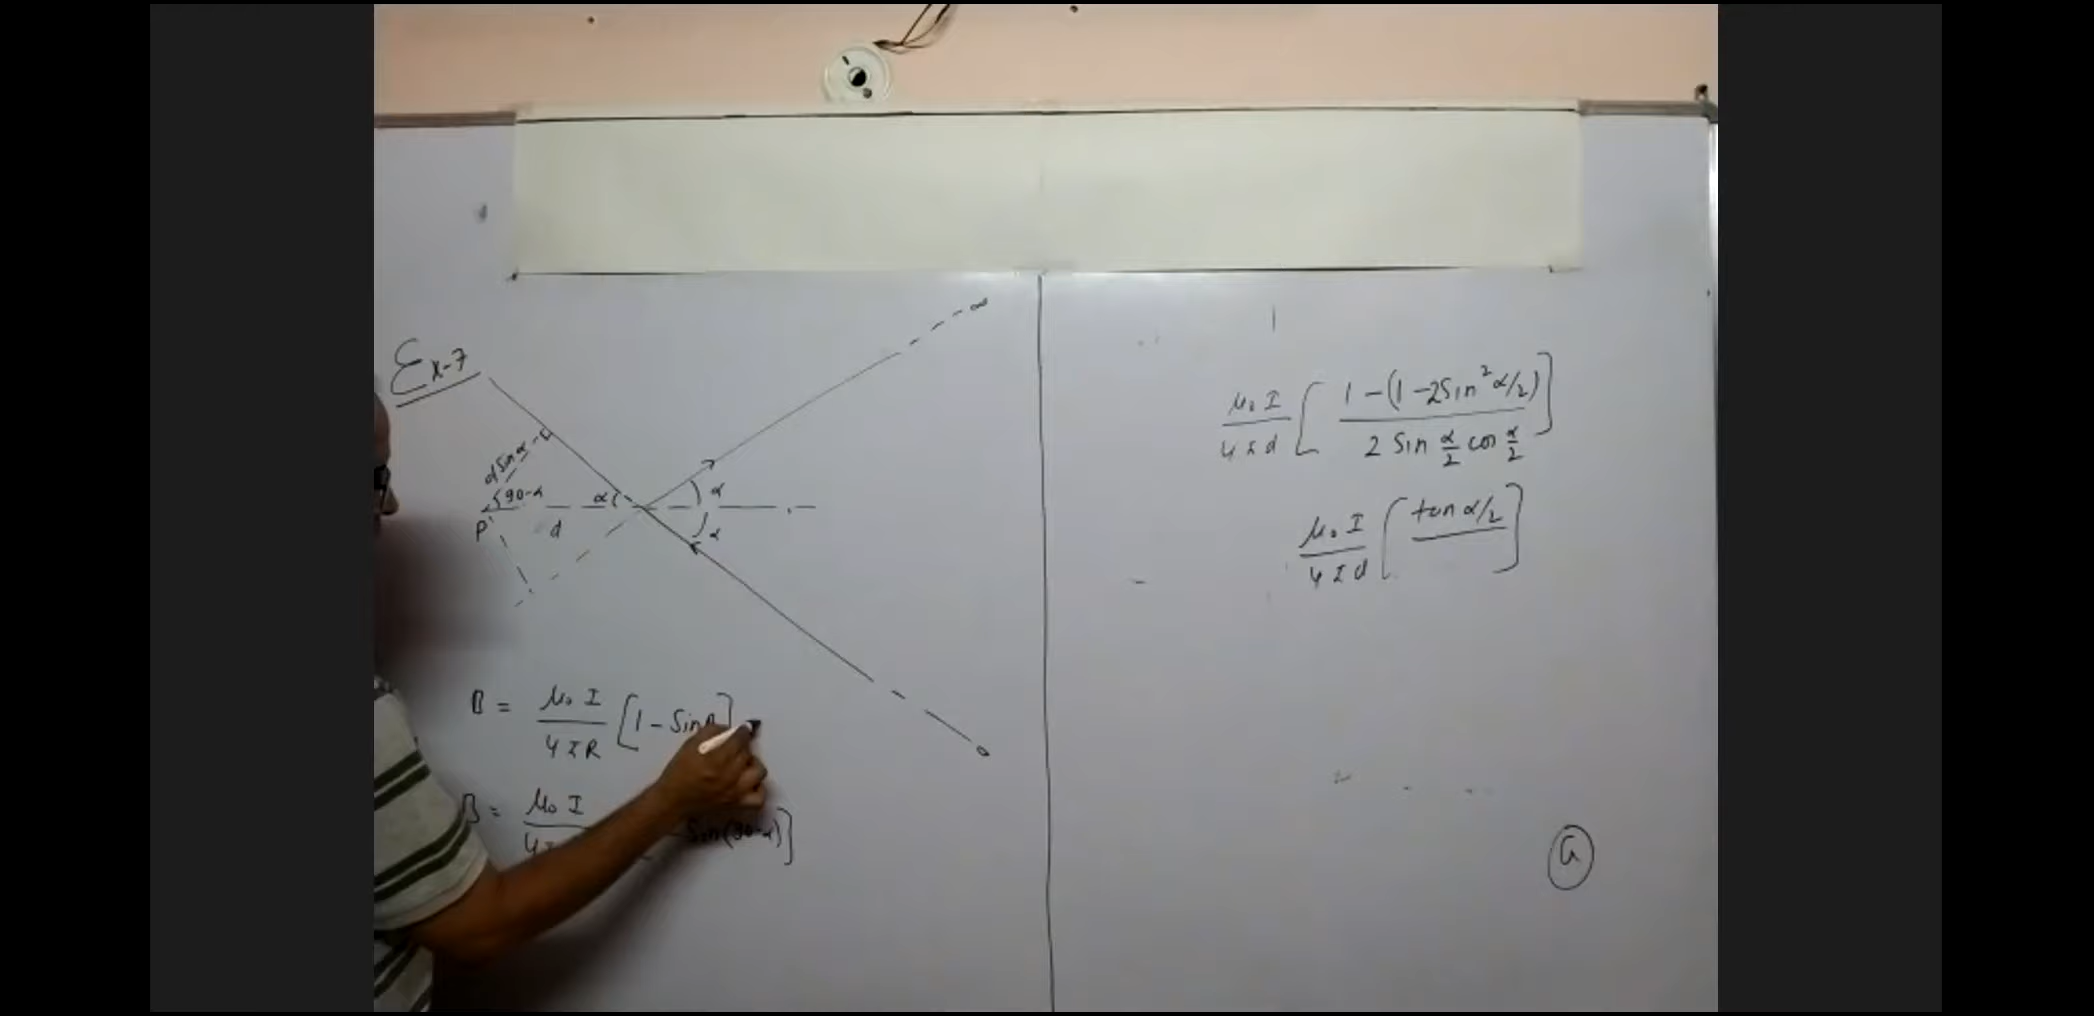 Ex-7
∞
d sin α
90-α
α
α
P
d
α
B = μ₀ I / 4πR [1 - Sin
B = μ₀ I / 4π
- Sin(90-α)]
μ₀ I / 4πd [ 1 - (1 - 2Sin² α/2) / 2 Sin α/2 cos α/2 ]
μ₀ I / 4πd [ tan α/2 ]
G